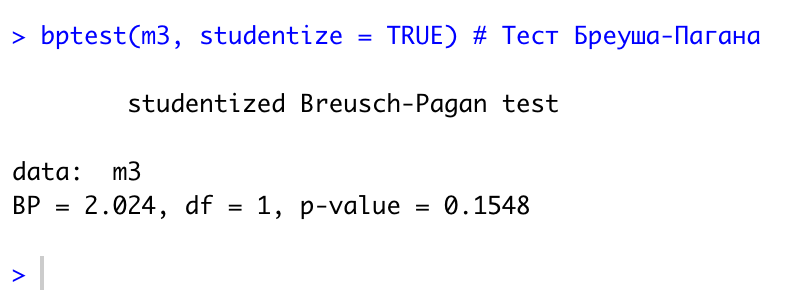 > bptest(m3, studentize = TRUE) # Тест Бреуша-Пагана
studentized Breusch-Pagan test
data:  m3
BP = 2.024, df = 1, p-value = 0.1548
>